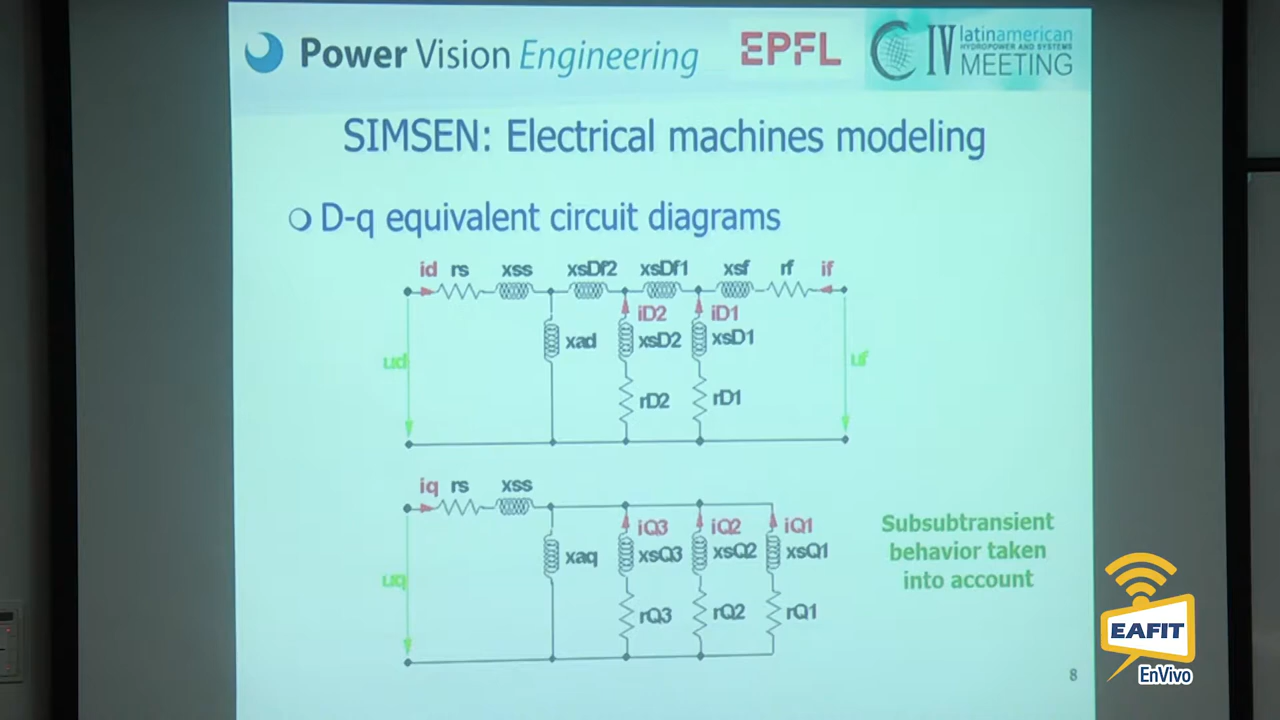 Power Vision Engineering
EPFL
IV latinamerican
HYDROPOWER AND SYSTEMS
MEETING
SIMSEN: Electrical machines modeling
D-q equivalent circuit diagrams
id rs xss xsDf2 xsDf1 xsf rf if
iD2 iD1
xad xsD2 xsD1
ud uf
rD2 rD1
iq rs xss
iQ3 iQ2 iQ1
xaq xsQ3 xsQ2 xsQ1
uq
rQ3 rQ2 rQ1
Subsubtransient
behavior taken
into account
8
EAFIT
EnVivo